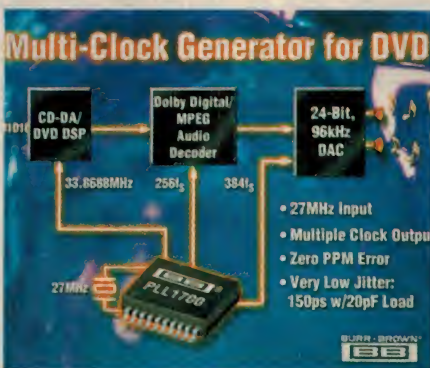 Multi-Clock Generator for DVD
CD-DA/
DVD DSP
Dolby Digital/
MPEG
Audio
Decoder
24-Bit,
96kHz
DAC
33.8688MHz
256fs
384fs
27MHz
BB
PLL1700
• 27MHz Input
• Multiple Clock Outpu
• Zero PPM Error
• Very Low Jitter:
150ps w/20pF Load
BURR-BROWN®
BB